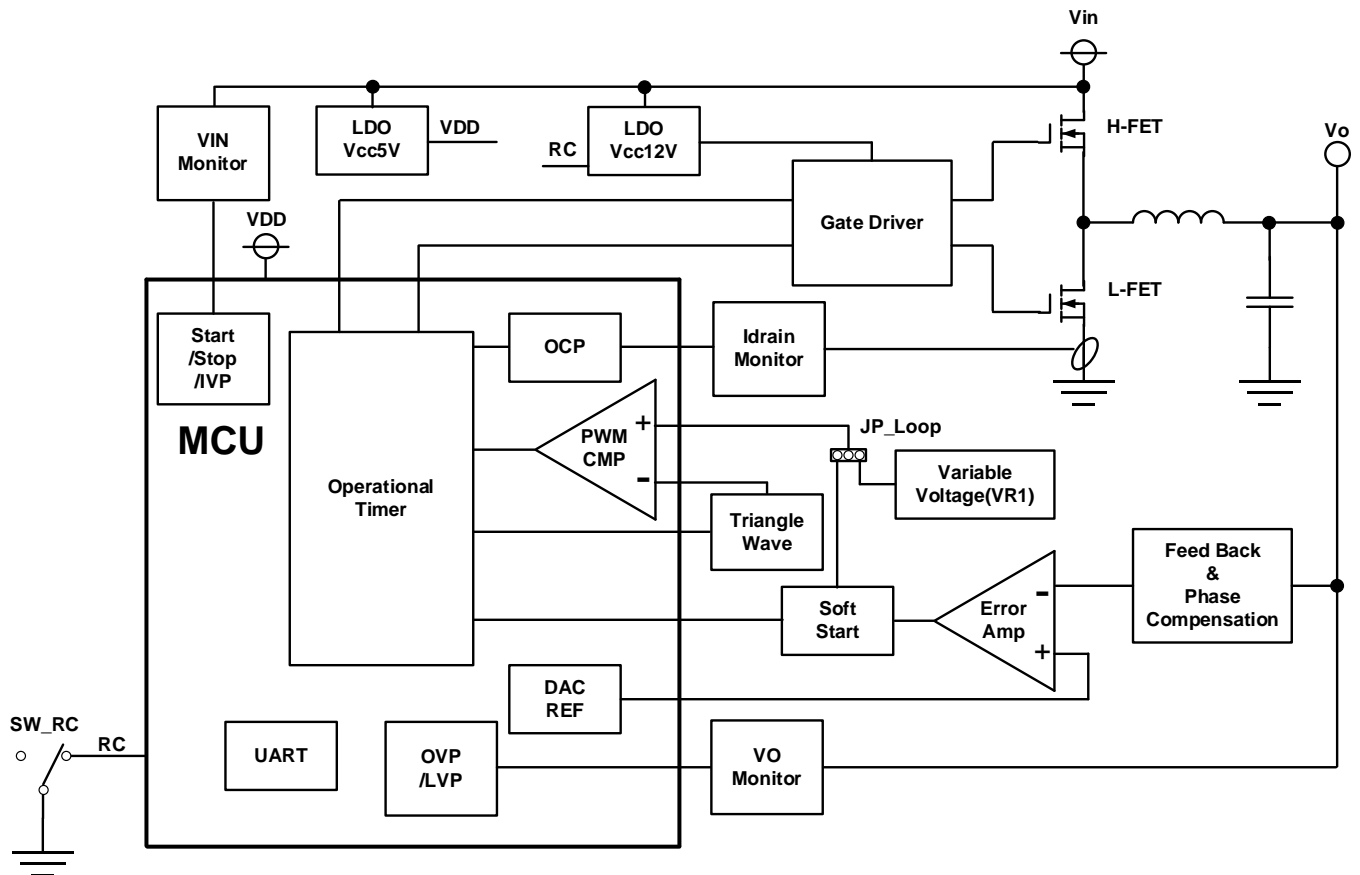 Vin
LDO
Vcc5V
VDD
RC
LDO
Vcc12V
H-FET
Vo
VIN
Monitor
VDD
Gate Driver
L-FET
Start
/Stop
/IVP
OCP
Idrain
Monitor
MCU
PWM
CMP
+
-
JP_Loop
Variable
Voltage(VR1)
Operational
Timer
Triangle
Wave
Feed Back
&
Phase
Compensation
Soft
Start
Error
Amp
-
+
DAC
REF
SW_RC
RC
UART
OVP
/LVP
VO
Monitor